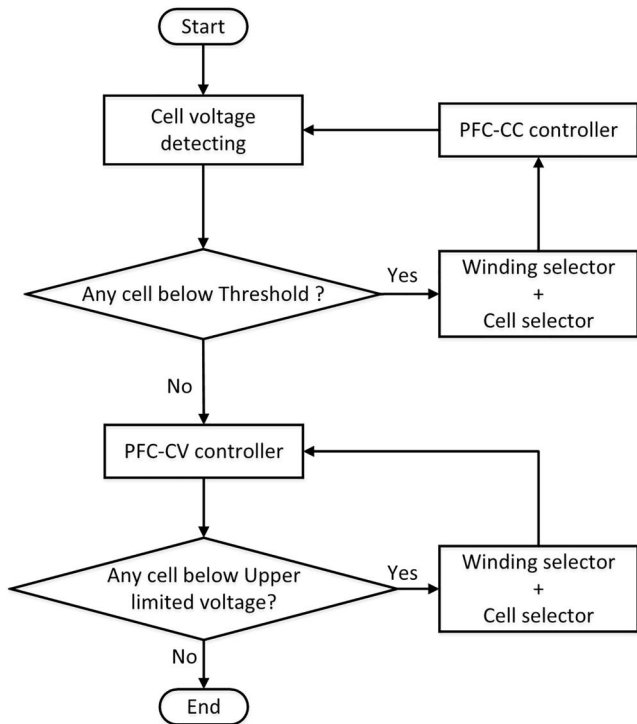 Start
Cell voltage
detecting
PFC-CC controller
Any cell below Threshold ?
Yes
Winding selector
+
Cell selector
No
PFC-CV controller
Any cell below Upper
limited voltage?
Yes
Winding selector
+
Cell selector
No
End